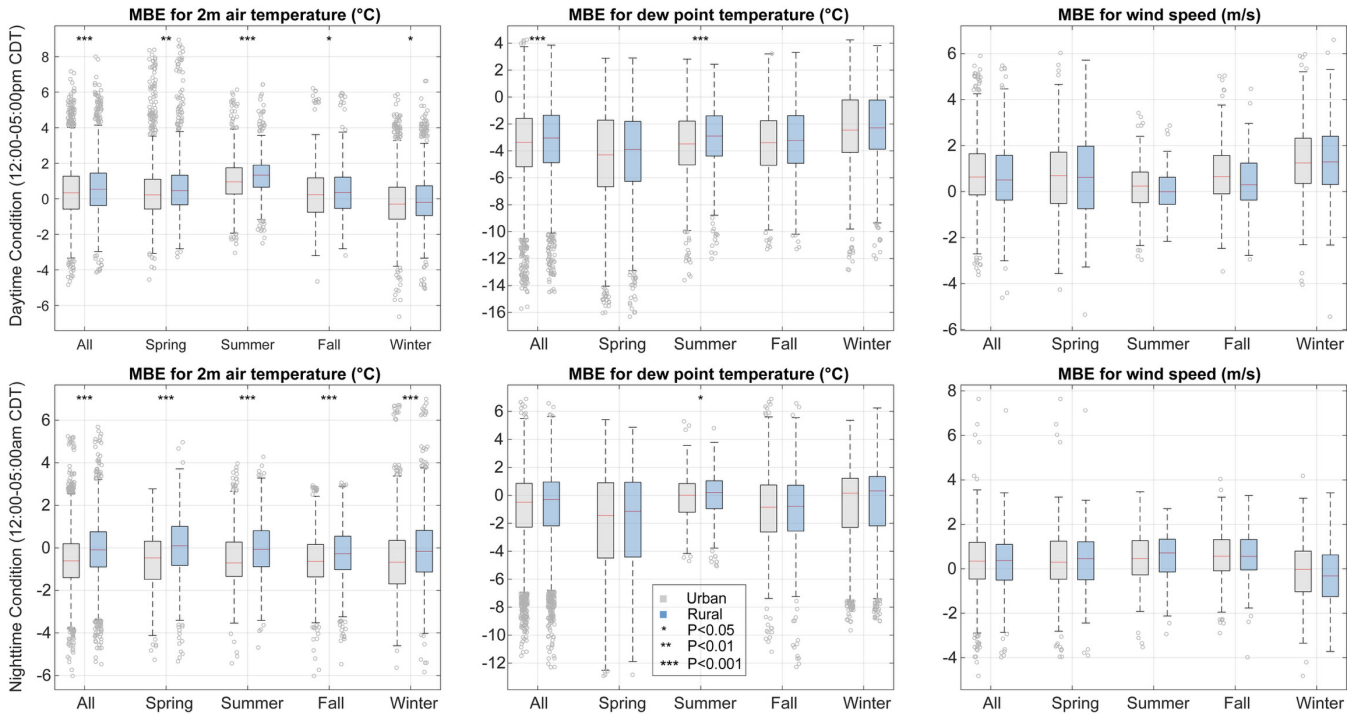 MBE for 2m air temperature (°C)
MBE for dew point temperature (°C)
MBE for wind speed (m/s)
Daytime Condition (12:00-05:00pm CDT)
*** ** *** * *
*** ***
8
6
4
2
0
-2
-4
-6
4
2
0
-2
-4
-6
-8
-10
-12
-14
-16
6
4
2
0
-2
-4
-6
All Spring Summer Fall Winter
All Spring Summer Fall Winter
All Spring Summer Fall Winter
MBE for 2m air temperature (°C)
MBE for dew point temperature (°C)
MBE for wind speed (m/s)
Nighttime Condition (12:00-05:00am CDT)
*** *** *** *** ***
*
6
4
2
0
-2
-4
-6
6
4
2
0
-2
-4
-6
-8
-10
-12
8
6
4
2
0
-2
-4
Urban
Rural
* P<0.05
** P<0.01
*** P<0.001
All Spring Summer Fall Winter
All Spring Summer Fall Winter
All Spring Summer Fall Winter